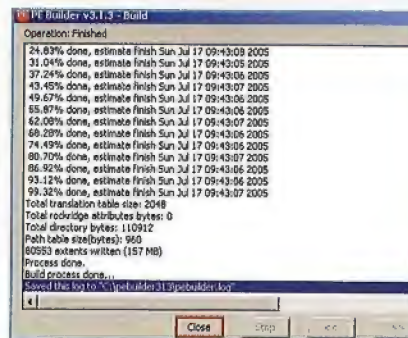 PE Builder v3.1.3 - Build
Operation: Finished
24.83% done, estimate finish Sun Jul 17 09:43:09 2005
31.04% done, estimate finish Sun Jul 17 09:43:05 2005
37.24% done, estimate finish Sun Jul 17 09:43:06 2005
43.45% done, estimate finish Sun Jul 17 09:43:07 2005
49.67% done, estimate finish Sun Jul 17 09:43:06 2005
55.87% done, estimate finish Sun Jul 17 09:43:06 2005
62.08% done, estimate finish Sun Jul 17 09:43:07 2005
68.28% done, estimate finish Sun Jul 17 09:43:06 2005
74.49% done, estimate finish Sun Jul 17 09:43:06 2005
80.70% done, estimate finish Sun Jul 17 09:43:07 2005
86.92% done, estimate finish Sun Jul 17 09:43:06 2005
93.12% done, estimate finish Sun Jul 17 09:43:06 2005
99.32% done, estimate finish Sun Jul 17 09:43:07 2005
Total translation table size: 2048
Total rockridge attributes bytes: 0
Total directory bytes: 110912
Path table size(bytes): 960
80553 extents written (157 MB)
Process done.
Build process done...
Saved this log to "C:\pebuilder313\pebuilder.log"
Close Stop << <<